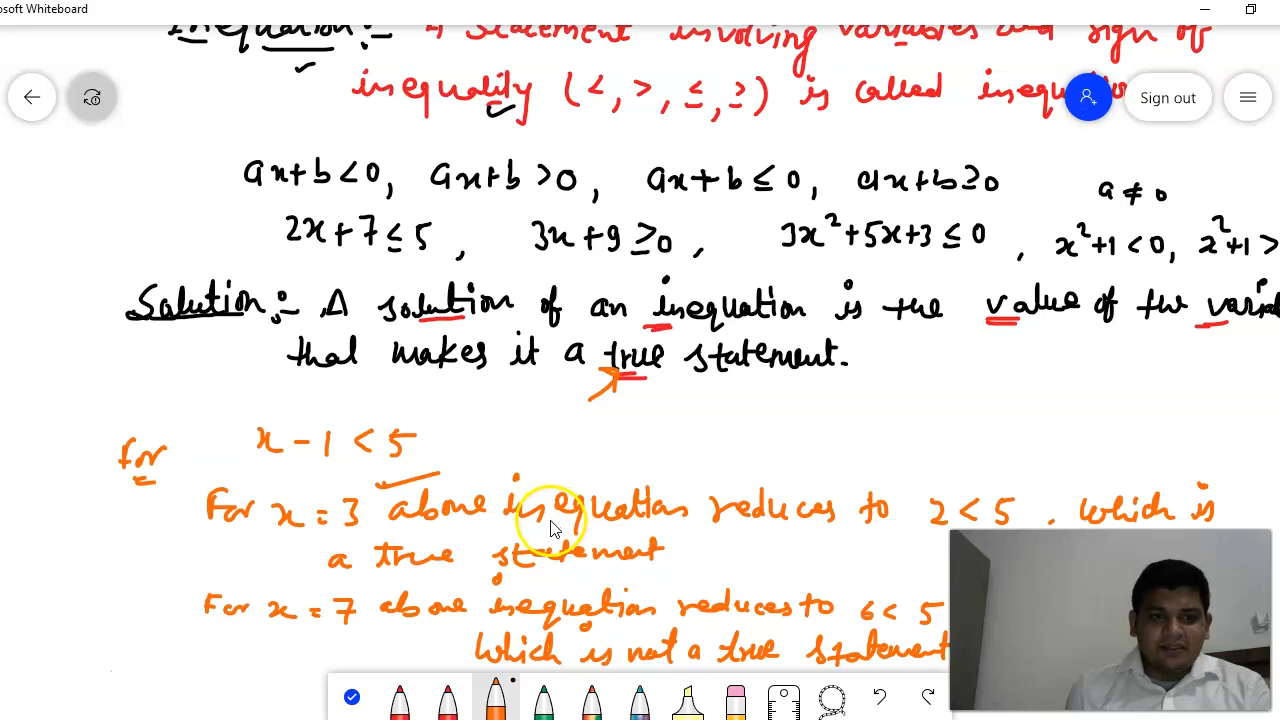 osoft Whiteboard
Inequation:- A statement involving variables and sign of
inequality (<, >, ≤, ≥) is called
Sign out
ax+b<0, ax+b>0, ax+b≤0, ax+b≥0 a≠0
2x+7≤5, 3x+9≥0, 3x²+5x+3≤0, x²+1<0, x²+1>
Solution:- A solution of an inequation is the value of the vari
that makes it a true statement.
for x-1<5
For x=3 above inequation reduces to 2<5. Which is
a true statement
For x=7 above inequation reduces to 6<5
Which is not a true statement